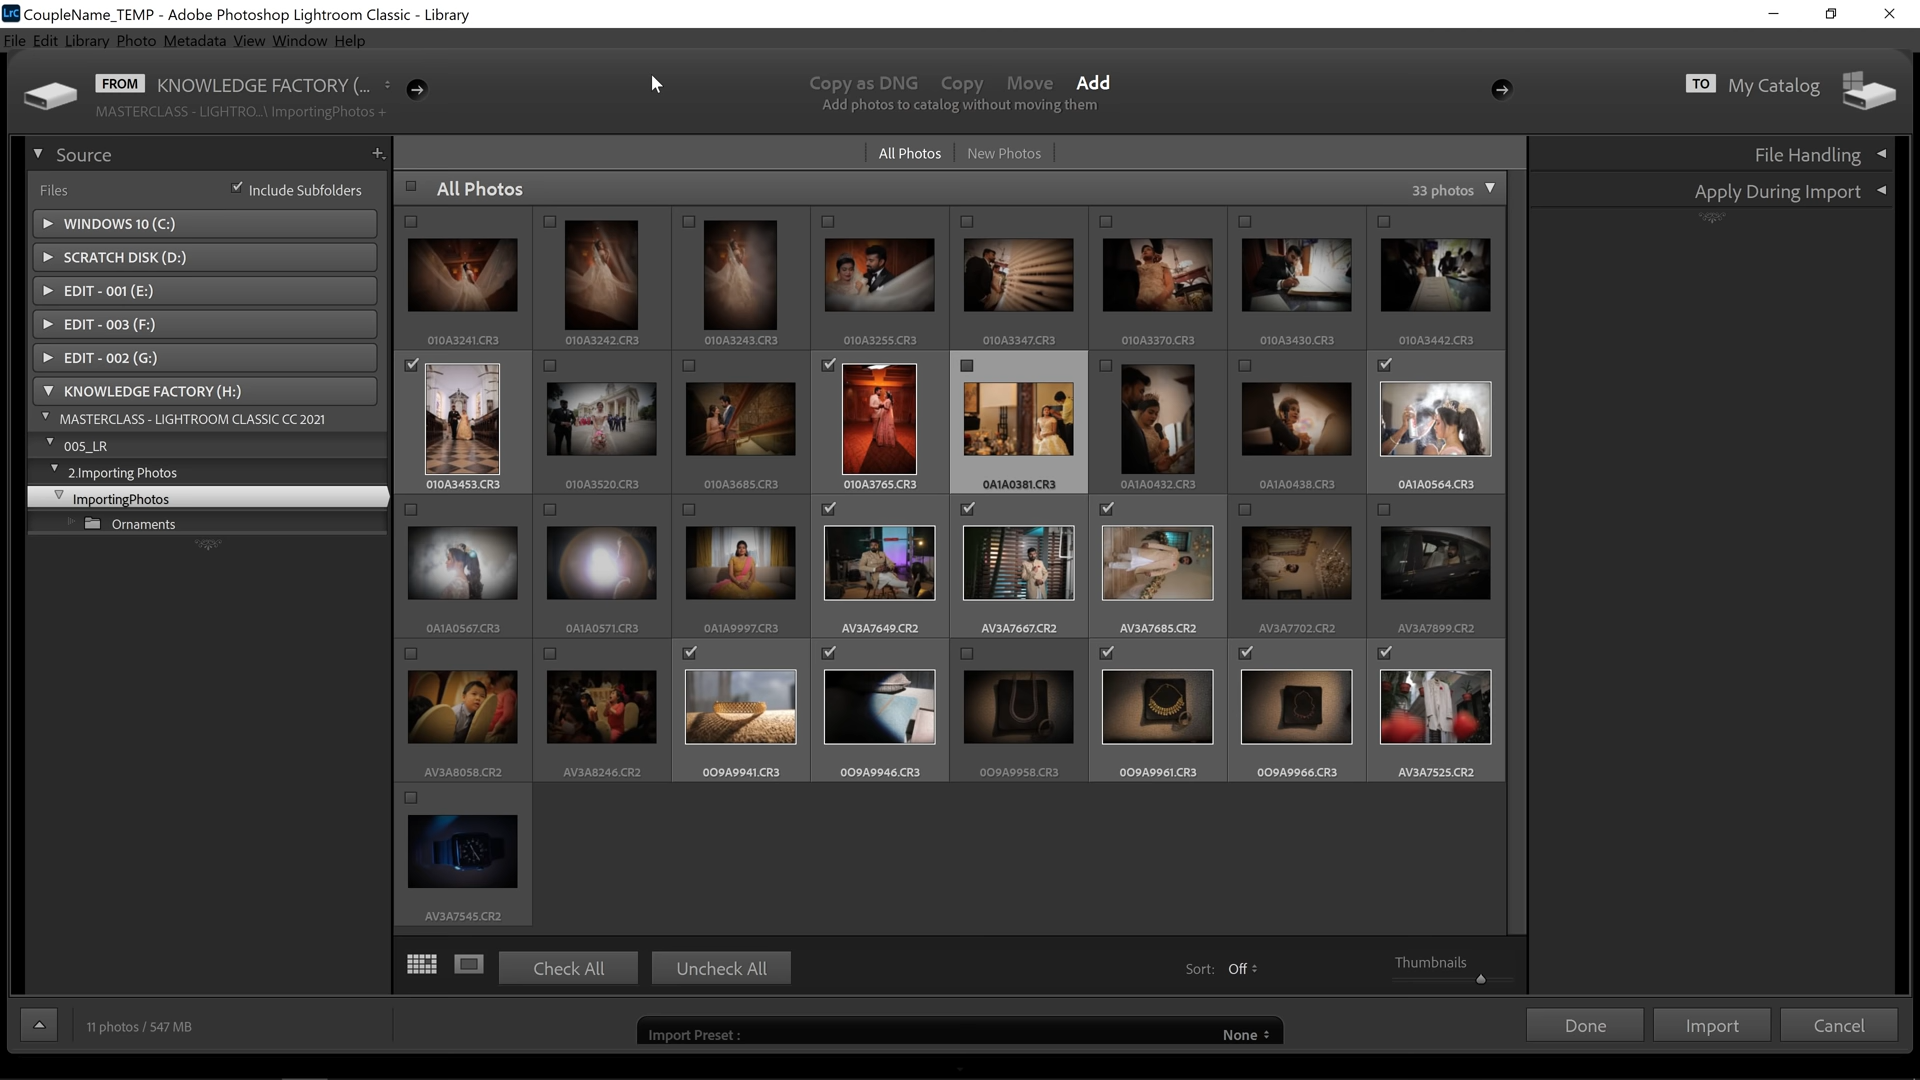 LrC CoupleName_TEMP - Adobe Photoshop Lightroom Classic - Library
File Edit Library Photo Metadata View Window Help
FROM KNOWLEDGE FACTORY (...
MASTERCLASS - LIGHTRO...\ ImportingPhotos +
Copy as DNG Copy Move Add
Add photos to catalog without moving them
TO My Catalog
Source
Files Include Subfolders
WINDOWS 10 (C:)
SCRATCH DISK (D:)
EDIT - 001 (E:)
EDIT - 003 (F:)
EDIT - 002 (G:)
KNOWLEDGE FACTORY (H:)
MASTERCLASS - LIGHTROOM CLASSIC CC 2021
005_LR
2.Importing Photos
ImportingPhotos
Ornaments
All Photos New Photos
All Photos 33 photos
010A3241.CR3 010A3242.CR3 010A3243.CR3 010A3255.CR3 010A3347.CR3 010A3370.CR3 010A3430.CR3 010A3442.CR3
010A3453.CR3 010A3520.CR3 010A3685.CR3 010A3765.CR3 0A1A0381.CR3 0A1A0432.CR3 0A1A0438.CR3 0A1A0564.CR3
0A1A0567.CR3 0A1A0571.CR3 0A1A9997.CR3 AV3A7649.CR2 AV3A7667.CR2 AV3A7685.CR2 AV3A7702.CR2 AV3A7899.CR2
AV3A8058.CR2 AV3A8246.CR2 0O9A9941.CR3 0O9A9946.CR3 0O9A9958.CR3 0O9A9961.CR3 0O9A9966.CR3 AV3A7525.CR2
AV3A7545.CR2
Check All Uncheck All Sort: Off Thumbnails
File Handling
Apply During Import
11 photos / 547 MB
Import Preset : None
Done Import Cancel